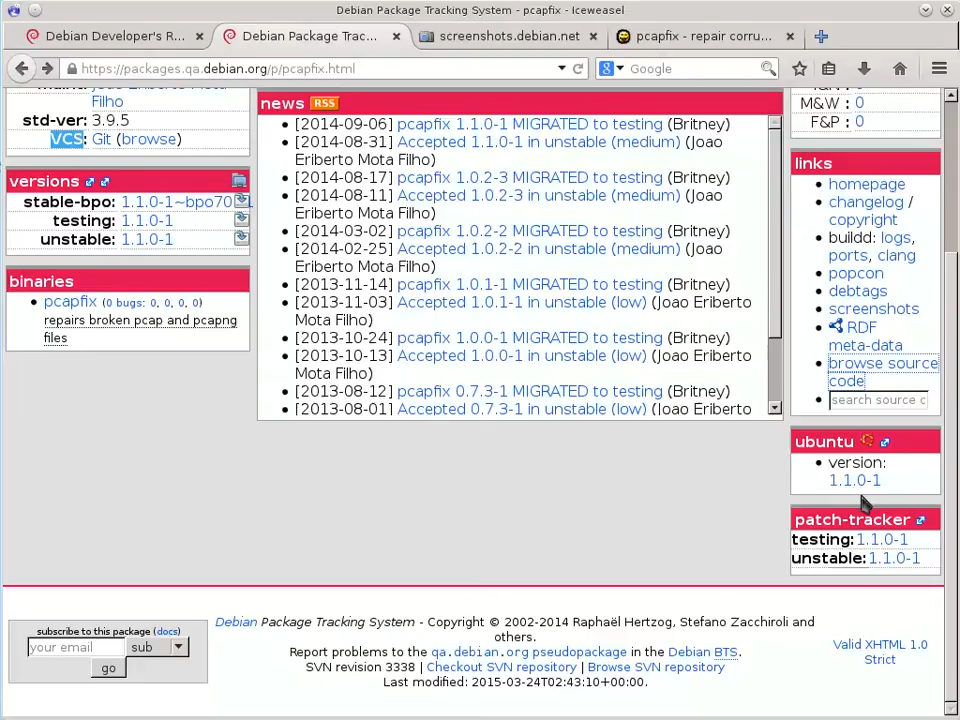 Debian Package Tracking System - pcapfix - Iceweasel
Debian Developer's R...
Debian Package Trac...
screenshots.debian.net
pcapfix - repair corru...
https://packages.qa.debian.org/p/pcapfix.html
Google
Filho
std-ver: 3.9.5
VCS: Git (browse)
versions
stable-bpo: 1.1.0-1~bpo70
testing: 1.1.0-1
unstable: 1.1.0-1
binaries
pcapfix (0 bugs: 0, 0, 0, 0)
repairs broken pcap and pcapng
files
news RSS
[2014-09-06] pcapfix 1.1.0-1 MIGRATED to testing (Britney)
[2014-08-31] Accepted 1.1.0-1 in unstable (medium) (Joao
Eriberto Mota Filho)
[2014-08-17] pcapfix 1.0.2-3 MIGRATED to testing (Britney)
[2014-08-11] Accepted 1.0.2-3 in unstable (medium) (Joao
Eriberto Mota Filho)
[2014-03-02] pcapfix 1.0.2-2 MIGRATED to testing (Britney)
[2014-02-25] Accepted 1.0.2-2 in unstable (medium) (Joao
Eriberto Mota Filho)
[2013-11-14] pcapfix 1.0.1-1 MIGRATED to testing (Britney)
[2013-11-03] Accepted 1.0.1-1 in unstable (low) (Joao Eriberto
Mota Filho)
[2013-10-24] pcapfix 1.0.0-1 MIGRATED to testing (Britney)
[2013-10-13] Accepted 1.0.0-1 in unstable (low) (Joao Eriberto
Mota Filho)
[2013-08-12] pcapfix 0.7.3-1 MIGRATED to testing (Britney)
[2013-08-01] Accepted 0.7.3-1 in unstable (low) (Joao Eriberto
M&W : 0
F&P : 0
links
homepage
changelog /
copyright
buildd: logs,
ports, clang
popcon
debtags
screenshots
RDF
meta-data
browse source
code
search source c
ubuntu
version:
1.1.0-1
patch-tracker
testing: 1.1.0-1
unstable: 1.1.0-1
subscribe to this package (docs)
your email
sub
go
Debian Package Tracking System - Copyright © 2002-2014 Raphaël Hertzog, Stefano Zacchiroli and
others.
Report problems to the qa.debian.org pseudopackage in the Debian BTS.
SVN revision 3338 | Checkout SVN repository | Browse SVN repository
Last modified: 2015-03-24T02:43:10+00:00.
Valid XHTML 1.0
Strict